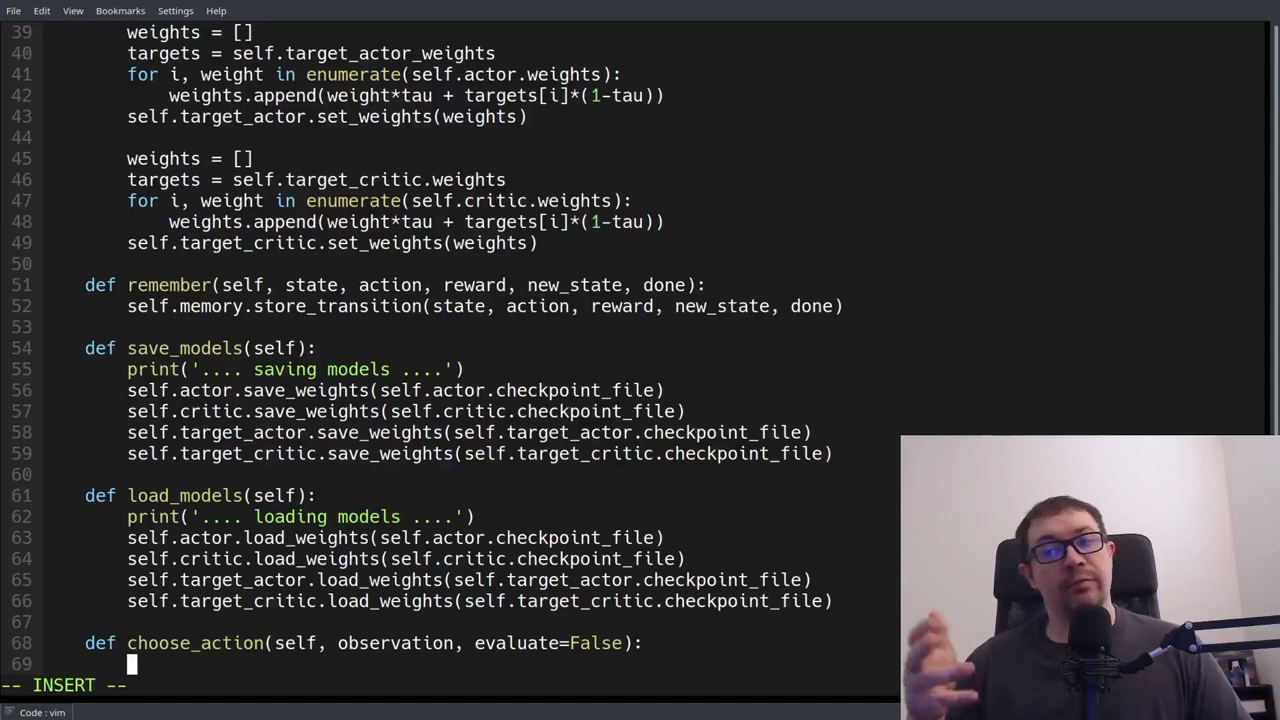 File Edit View Bookmarks Settings Help
39 weights = []
40 targets = self.target_actor_weights
41 for i, weight in enumerate(self.actor.weights):
42 weights.append(weight*tau + targets[i]*(1-tau))
43 self.target_actor.set_weights(weights)
44
45 weights = []
46 targets = self.target_critic.weights
47 for i, weight in enumerate(self.critic.weights):
48 weights.append(weight*tau + targets[i]*(1-tau))
49 self.target_critic.set_weights(weights)
50
51 def remember(self, state, action, reward, new_state, done):
52 self.memory.store_transition(state, action, reward, new_state, done)
53
54 def save_models(self):
55 print('.... saving models ....')
56 self.actor.save_weights(self.actor.checkpoint_file)
57 self.critic.save_weights(self.critic.checkpoint_file)
58 self.target_actor.save_weights(self.target_actor.checkpoint_file)
59 self.target_critic.save_weights(self.target_critic.checkpoint_file)
60
61 def load_models(self):
62 print('.... loading models ....')
63 self.actor.load_weights(self.actor.checkpoint_file)
64 self.critic.load_weights(self.critic.checkpoint_file)
65 self.target_actor.load_weights(self.target_actor.checkpoint_file)
66 self.target_critic.load_weights(self.target_critic.checkpoint_file)
67
68 def choose_action(self, observation, evaluate=False):
69
-- INSERT --
Code : vim